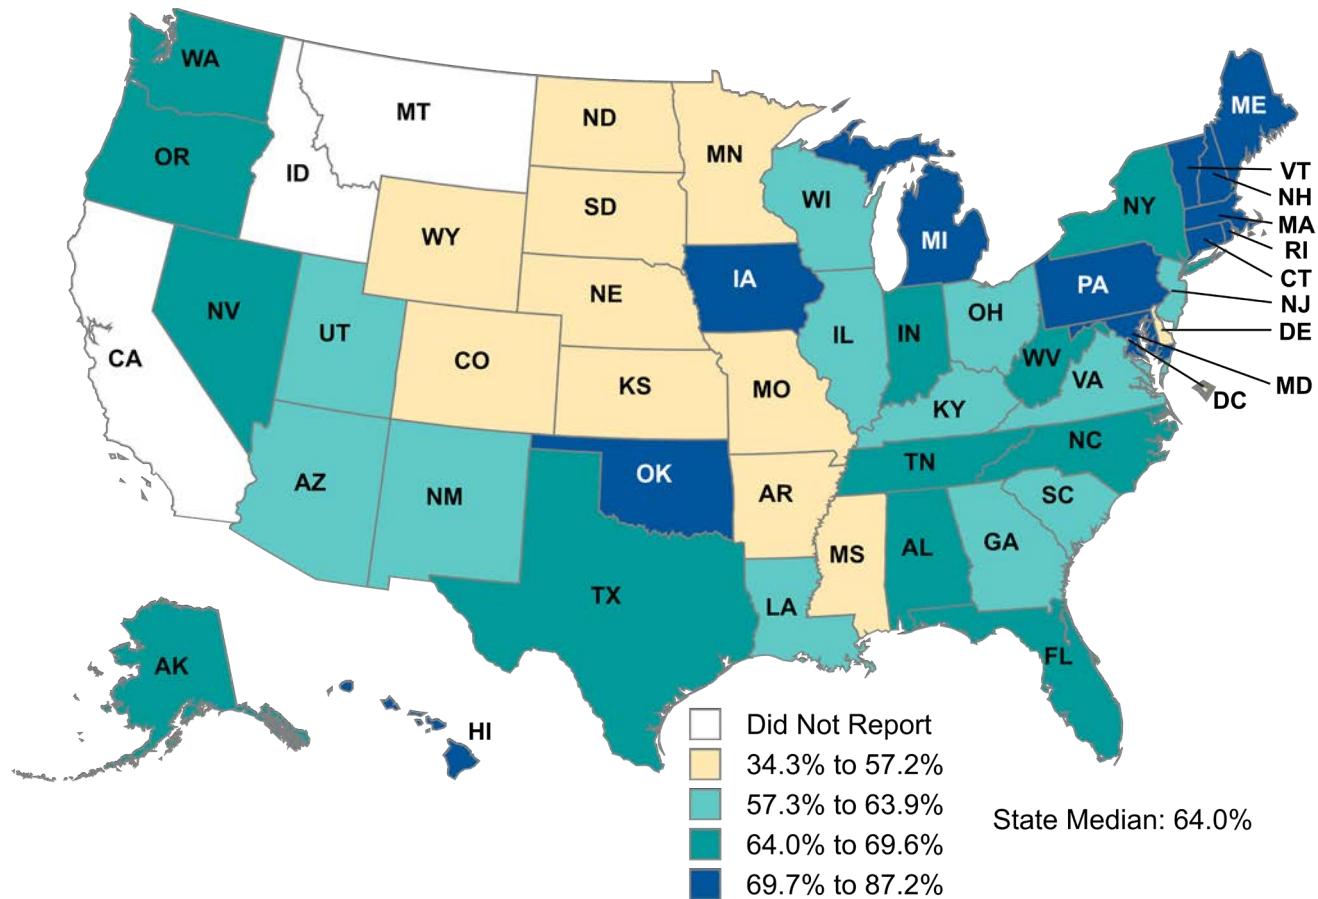 WA
MT
ND
ME
OR
ID
MN
VT
WI
NH
WY
SD
NY
MA
MI
RI
CT
NV
NE
IA
PA
NJ
UT
OH
DE
CA
CO
IL
IN
WV
MD
KS
MO
VA
DC
KY
NC
AZ
NM
OK
TN
AR
SC
MS
AL
GA
TX
LA
AK
FL
HI
Did Not Report
34.3% to 57.2%
57.3% to 63.9%
State Median: 64.0%
64.0% to 69.6%
69.7% to 87.2%